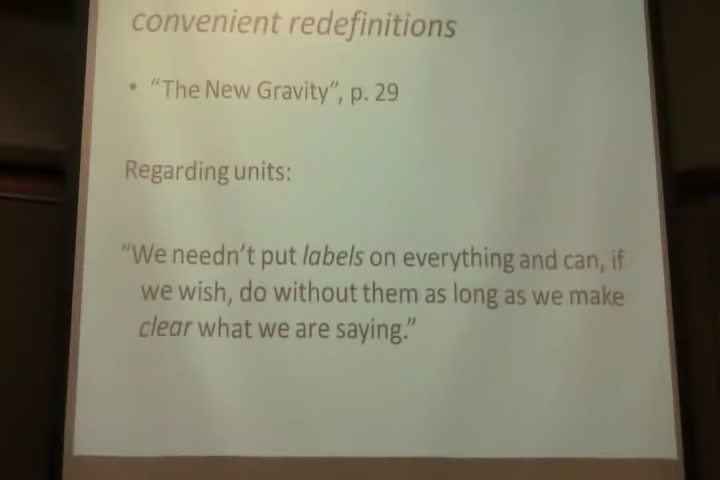 convenient redefinitions
• “The New Gravity”, p. 29
Regarding units:
“We needn’t put labels on everything and can, if
we wish, do without them as long as we make
clear what we are saying.”